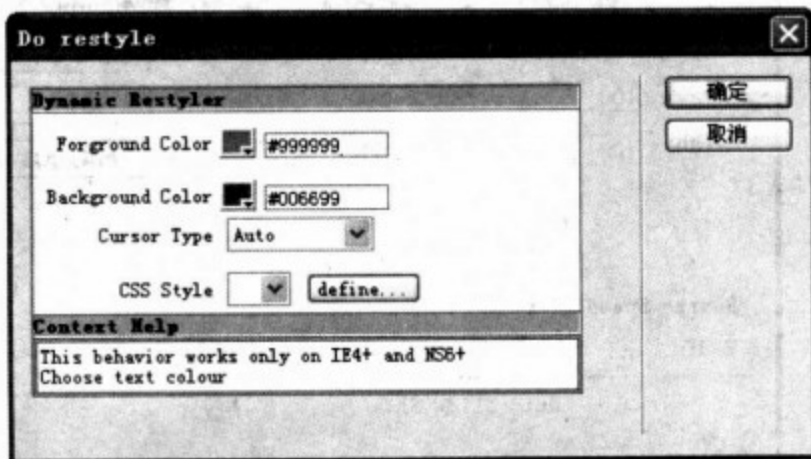 Do restyle
确定
取消
Dynamic Restyler
Forground Color #999999
Background Color #006699
Cursor Type Auto
CSS Style define...
Context Help
This behavior works only on IE4+ and NS6+
Choose text colour